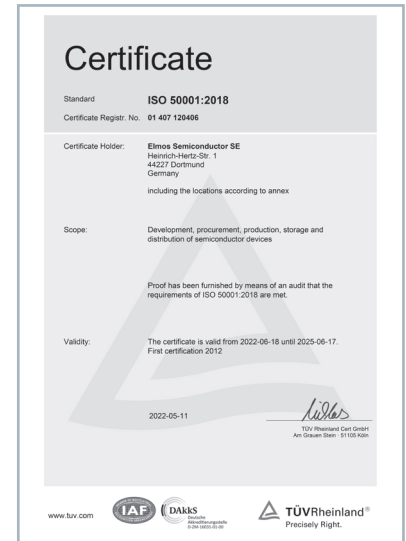 Certificate
Standard ISO 50001:2018
Certificate Registr. No. 01 407 120406
Certificate Holder: Elmos Semiconductor SE
Heinrich-Hertz-Str. 1
44227 Dortmund
Germany
including the locations according to annex
Scope: Development, procurement, production, storage and
distribution of semiconductor devices
Proof has been furnished by means of an audit that the
requirements of ISO 50001:2018 are met.
Validity: The certificate is valid from 2022-06-18 until 2025-06-17.
First certification 2012
2022-05-11
TÜV Rheinland Cert GmbH
Am Grauen Stein · 51105 Köln
www.tuv.com
IAF
DAkkS
Deutsche
Akkreditierungsstelle
D-ZM-16031-01-00
TÜVRheinland®
Precisely Right.